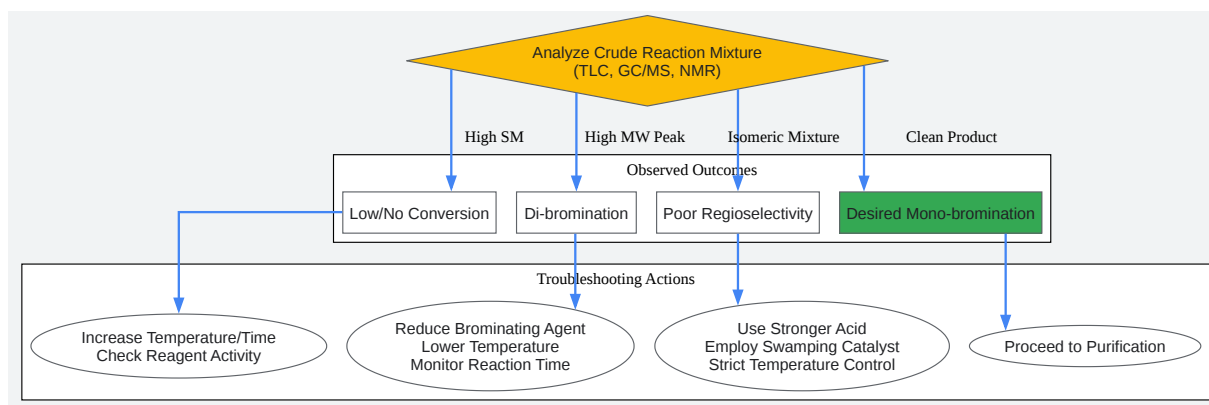 Analyze Crude Reaction Mixture
(TLC, GC/MS, NMR)
High SM
High MW Peak
Isomeric Mixture
Clean Product
Observed Outcomes
Low/No Conversion
Di-bromination
Poor Regioselectivity
Desired Mono-bromination
Troubleshooting Actions
Increase Temperature/Time
Check Reagent Activity
Reduce Brominating Agent
Lower Temperature
Monitor Reaction Time
Use Stronger Acid
Employ Swamping Catalyst
Strict Temperature Control
Proceed to Purification